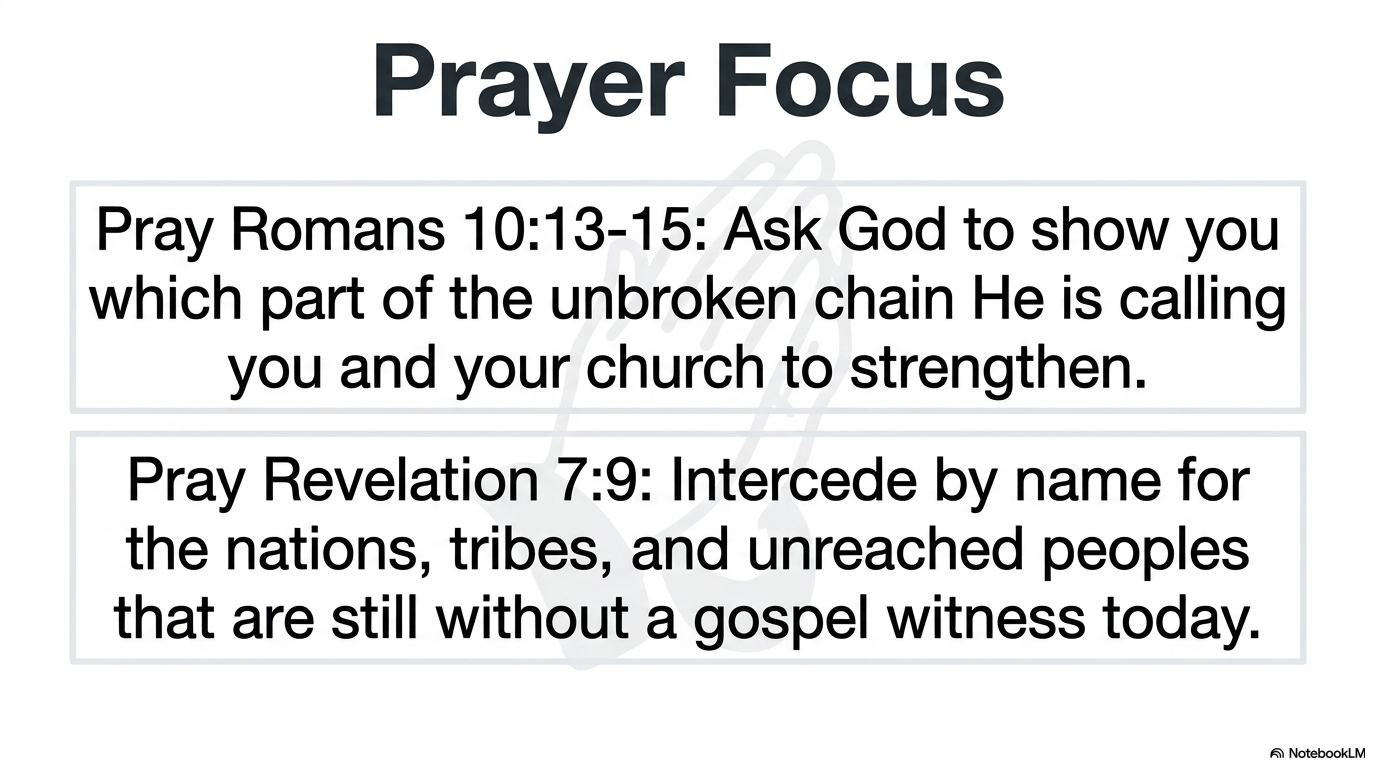 Prayer Focus
Pray Romans 10:13-15: Ask God to show you
which part of the unbroken chain He is calling
you and your church to strengthen.
Pray Revelation 7:9: Intercede by name for
the nations, tribes, and unreached peoples
that are still without a gospel witness today.
NotebookLM